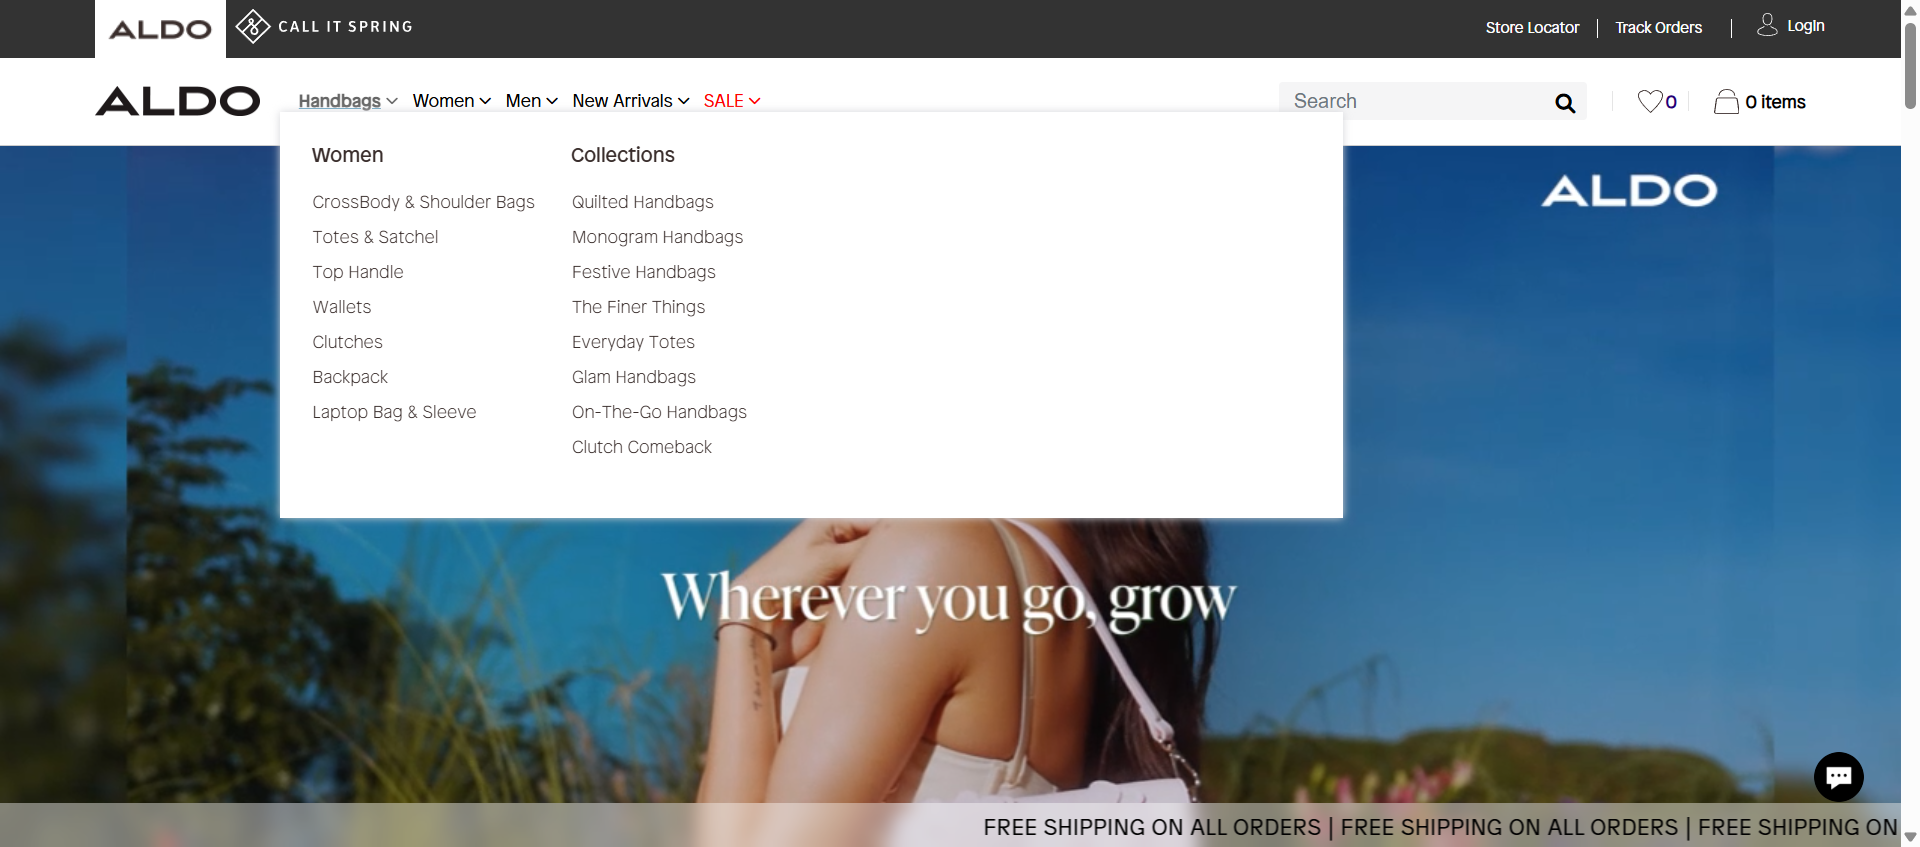 ALDO CALL IT SPRING
Store Locator Track Orders Login
ALDO Handbags Women Men New Arrivals SALE Search 0 0 items
Women
CrossBody & Shoulder Bags
Totes & Satchel
Top Handle
Wallets
Clutches
Backpack
Laptop Bag & Sleeve
Collections
Quilted Handbags
Monogram Handbags
Festive Handbags
The Finer Things
Everyday Totes
Glam Handbags
On-The-Go Handbags
Clutch Comeback
ALDO
Wherever you go, grow
FREE SHIPPING ON ALL ORDERS | FREE SHIPPING ON ALL ORDERS | FREE SHIPPING ON